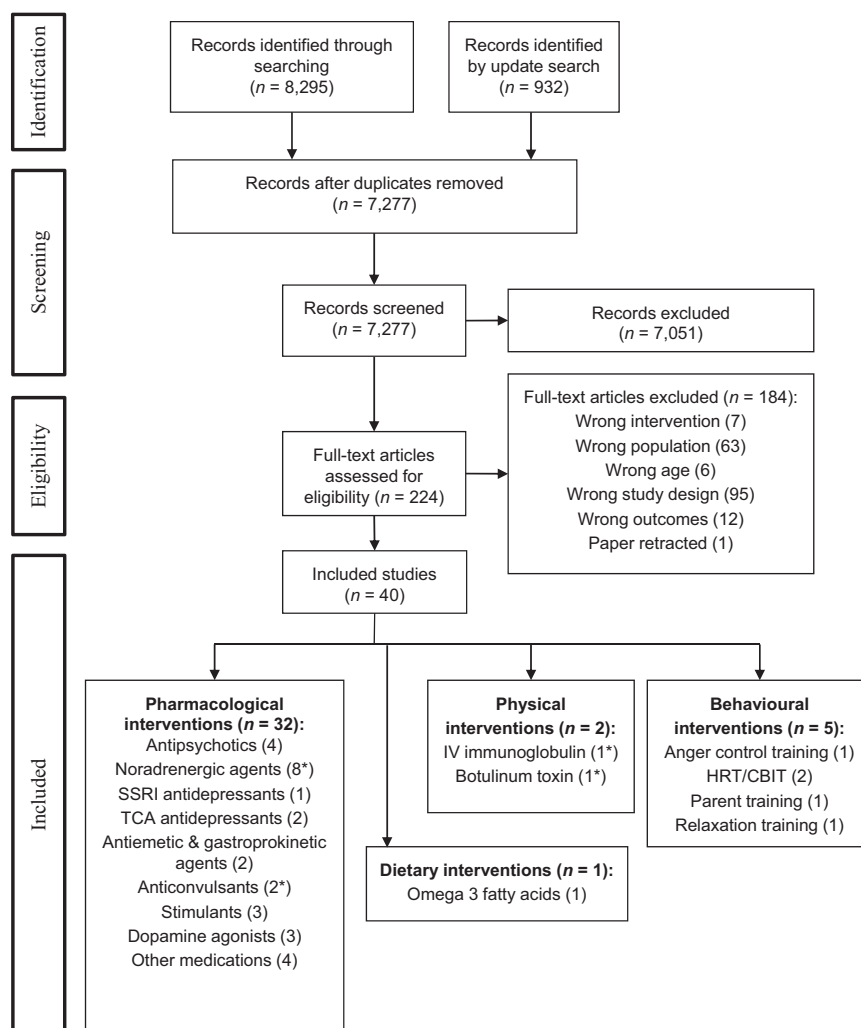 Identification
Records identified through
searching
(n = 8,295)
Records identified
by update search
(n = 932)
Screening
Records after duplicates removed
(n = 7,277)
Records screened
(n = 7,277)
Records excluded
(n = 7,051)
Eligibility
Full-text articles
assessed for
eligibility (n = 224)
Full-text articles excluded (n = 184):
Wrong intervention (7)
Wrong population (63)
Wrong age (6)
Wrong study design (95)
Wrong outcomes (12)
Paper retracted (1)
Included
Included studies
(n = 40)
Pharmacological
interventions (n = 32):
Antipsychotics (4)
Noradrenergic agents (8*)
SSRI antidepressants (1)
TCA antidepressants (2)
Antiemetic & gastroprokinetic
agents (2)
Anticonvulsants (2*)
Stimulants (3)
Dopamine agonists (3)
Other medications (4)
Physical
interventions (n = 2):
IV immunoglobulin (1*)
Botulinum toxin (1*)
Behavioural
interventions (n = 5):
Anger control training (1)
HRT/CBIT (2)
Parent training (1)
Relaxation training (1)
Dietary interventions (n = 1):
Omega 3 fatty acids (1)